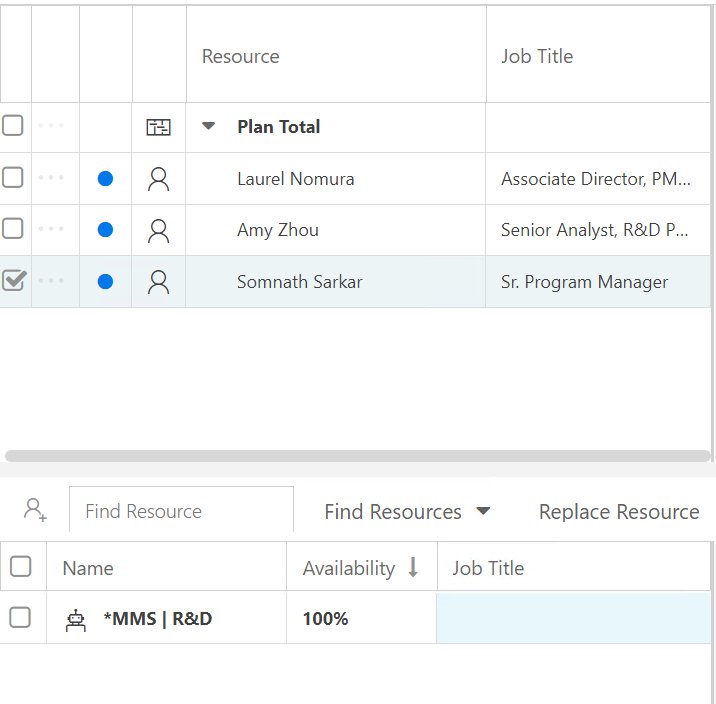 Resource Job Title
Plan Total
Laurel Nomura Associate Director, PM...
Amy Zhou Senior Analyst, R&D P...
Somnath Sarkar Sr. Program Manager
Find Resource Find Resources Replace Resource
Name Availability Job Title
*MMS | R&D 100%